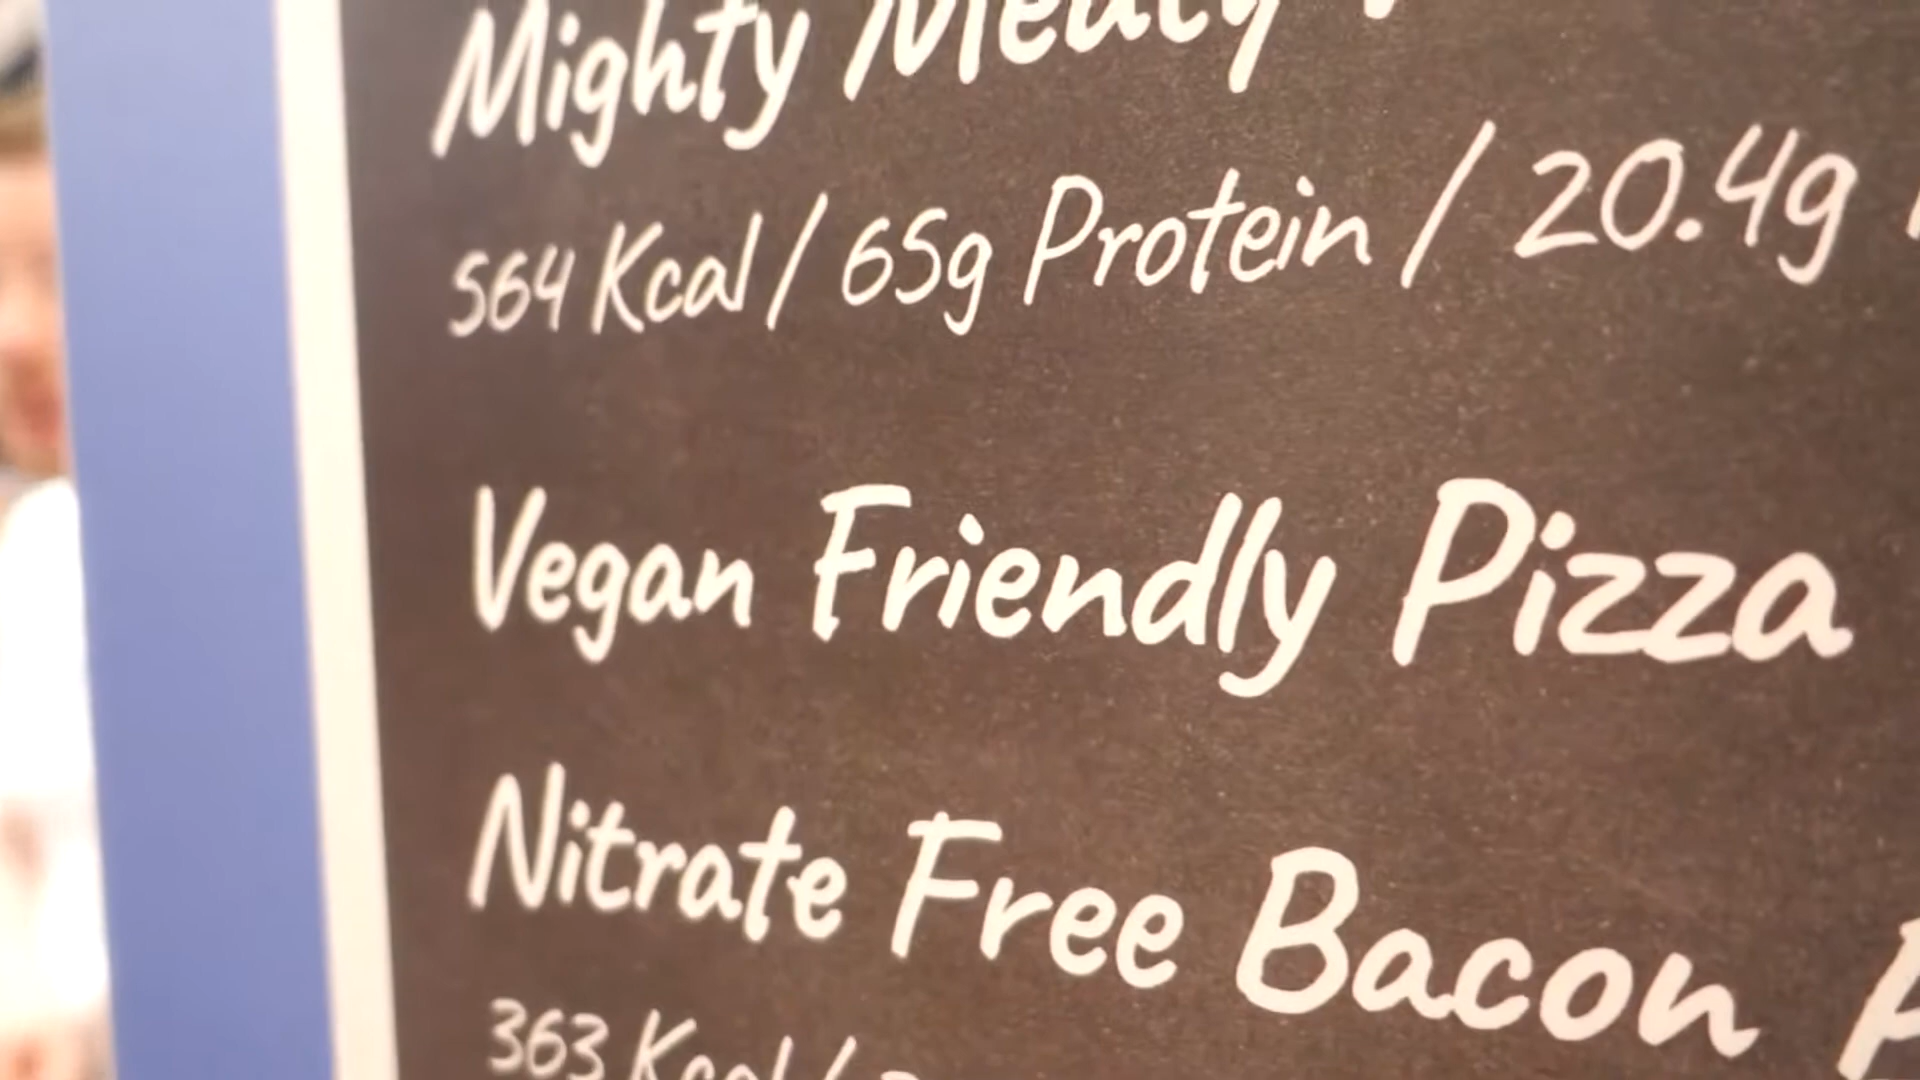 Mighty Meaty
564 Kcal / 65g Protein / 20.4g
Vegan Friendly Pizza
Nitrate Free Bacon
363 Kcal /